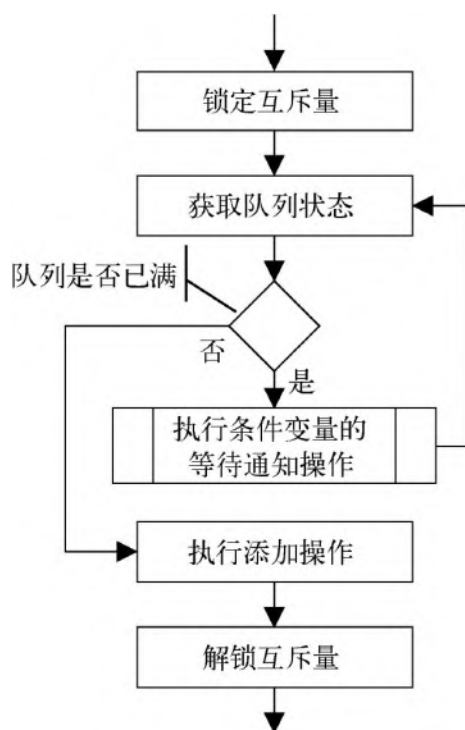 锁定互斥量
获取队列状态
队列是否已满
否
是
执行条件变量的
等待通知操作
执行添加操作
解锁互斥量